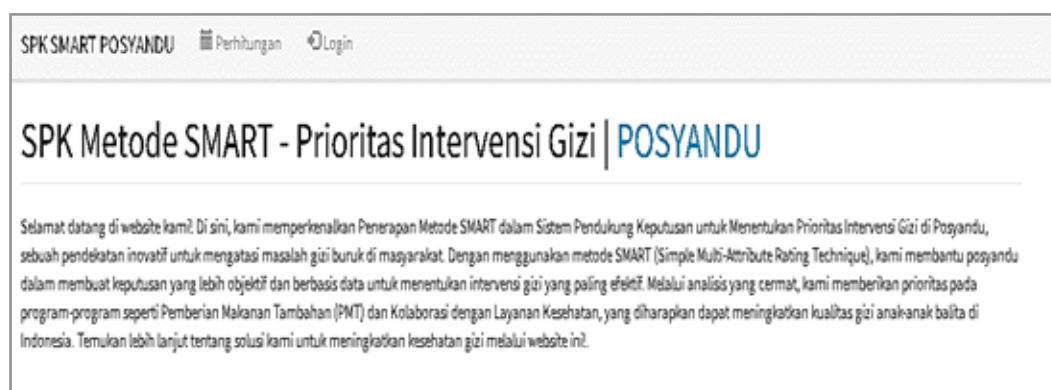 SPK SMART POSYANDU Perhitungan Login
SPK Metode SMART - Prioritas Intervensi Gizi | POSYANDU
Selamat datang di website kami! Di sini, kami memperkenalkan Penerapan Metode SMART dalam Sistem Pendukung Keputusan untuk Menentukan Prioritas Intervensi Gizi di Posyandu,
sebuah pendekatan inovatif untuk mengatasi masalah gizi buruk di masyarakat. Dengan menggunakan metode SMART (Simple Multi-Attribute Rating Technique), kami membantu posyandu
dalam membuat keputusan yang lebih objektif dan berbasis data untuk menentukan intervensi gizi yang paling efektif. Melalui analisis yang cermat, kami memberikan prioritas pada
program-program seperti Pemberian Makanan Tambahan (PMT) dan Kolaborasi dengan Layanan Kesehatan, yang diharapkan dapat meningkatkan kualitas gizi anak-anak balita di
Indonesia. Temukan lebih lanjut tentang solusi kami untuk meningkatkan kesehatan gizi melalui website ini!.